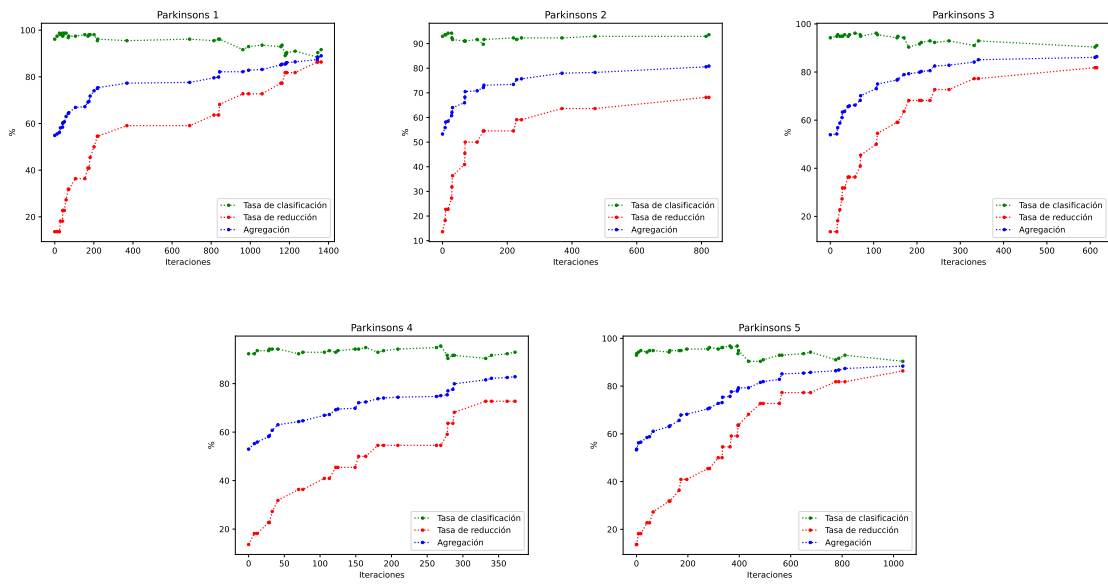 Parkinsons 1
100
80
60
40
20
%
0
200
400
600
800
1000
1200
1400
Iteraciones
Tasa de clasificación
Tasa de reducción
Agregación
Parkinsons 2
90
80
70
60
50
40
30
20
10
%
0
200
400
600
800
Iteraciones
Tasa de clasificación
Tasa de reducción
Agregación
Parkinsons 3
100
80
60
40
20
%
0
100
200
300
400
500
600
Iteraciones
Tasa de clasificación
Tasa de reducción
Agregación
Parkinsons 4
80
60
40
20
%
0
50
100
150
200
250
300
350
Iteraciones
Tasa de clasificación
Tasa de reducción
Agregación
Parkinsons 5
100
80
60
40
20
%
0
200
400
600
800
1000
Iteraciones
Tasa de clasificación
Tasa de reducción
Agregación